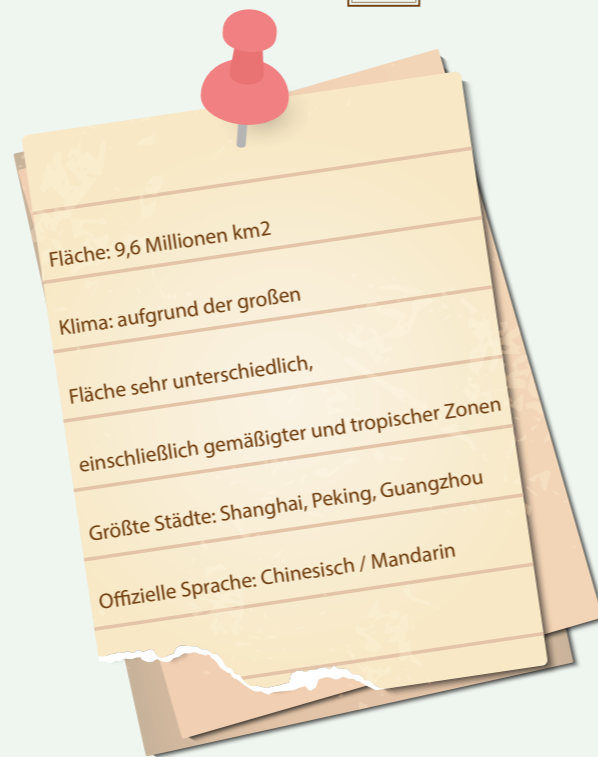 Fläche: 9,6 Millionen km2
Klima: aufgrund der großen
Fläche sehr unterschiedlich,
einschließlich gemäßigter und tropischer Zonen
Größte Städte: Shanghai, Peking, Guangzhou
Offizielle Sprache: Chinesisch / Mandarin